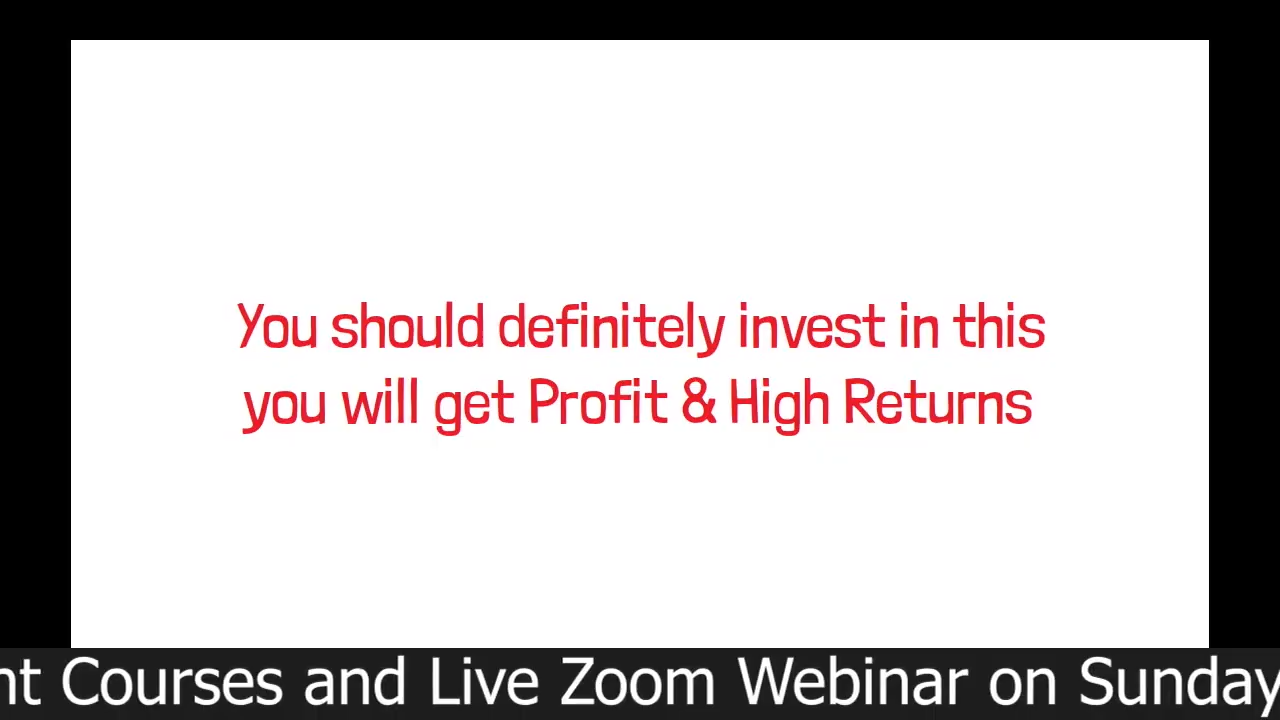 You should definitely invest in this
you will get Profit & High Returns
nt Courses and Live Zoom Webinar on Sunday